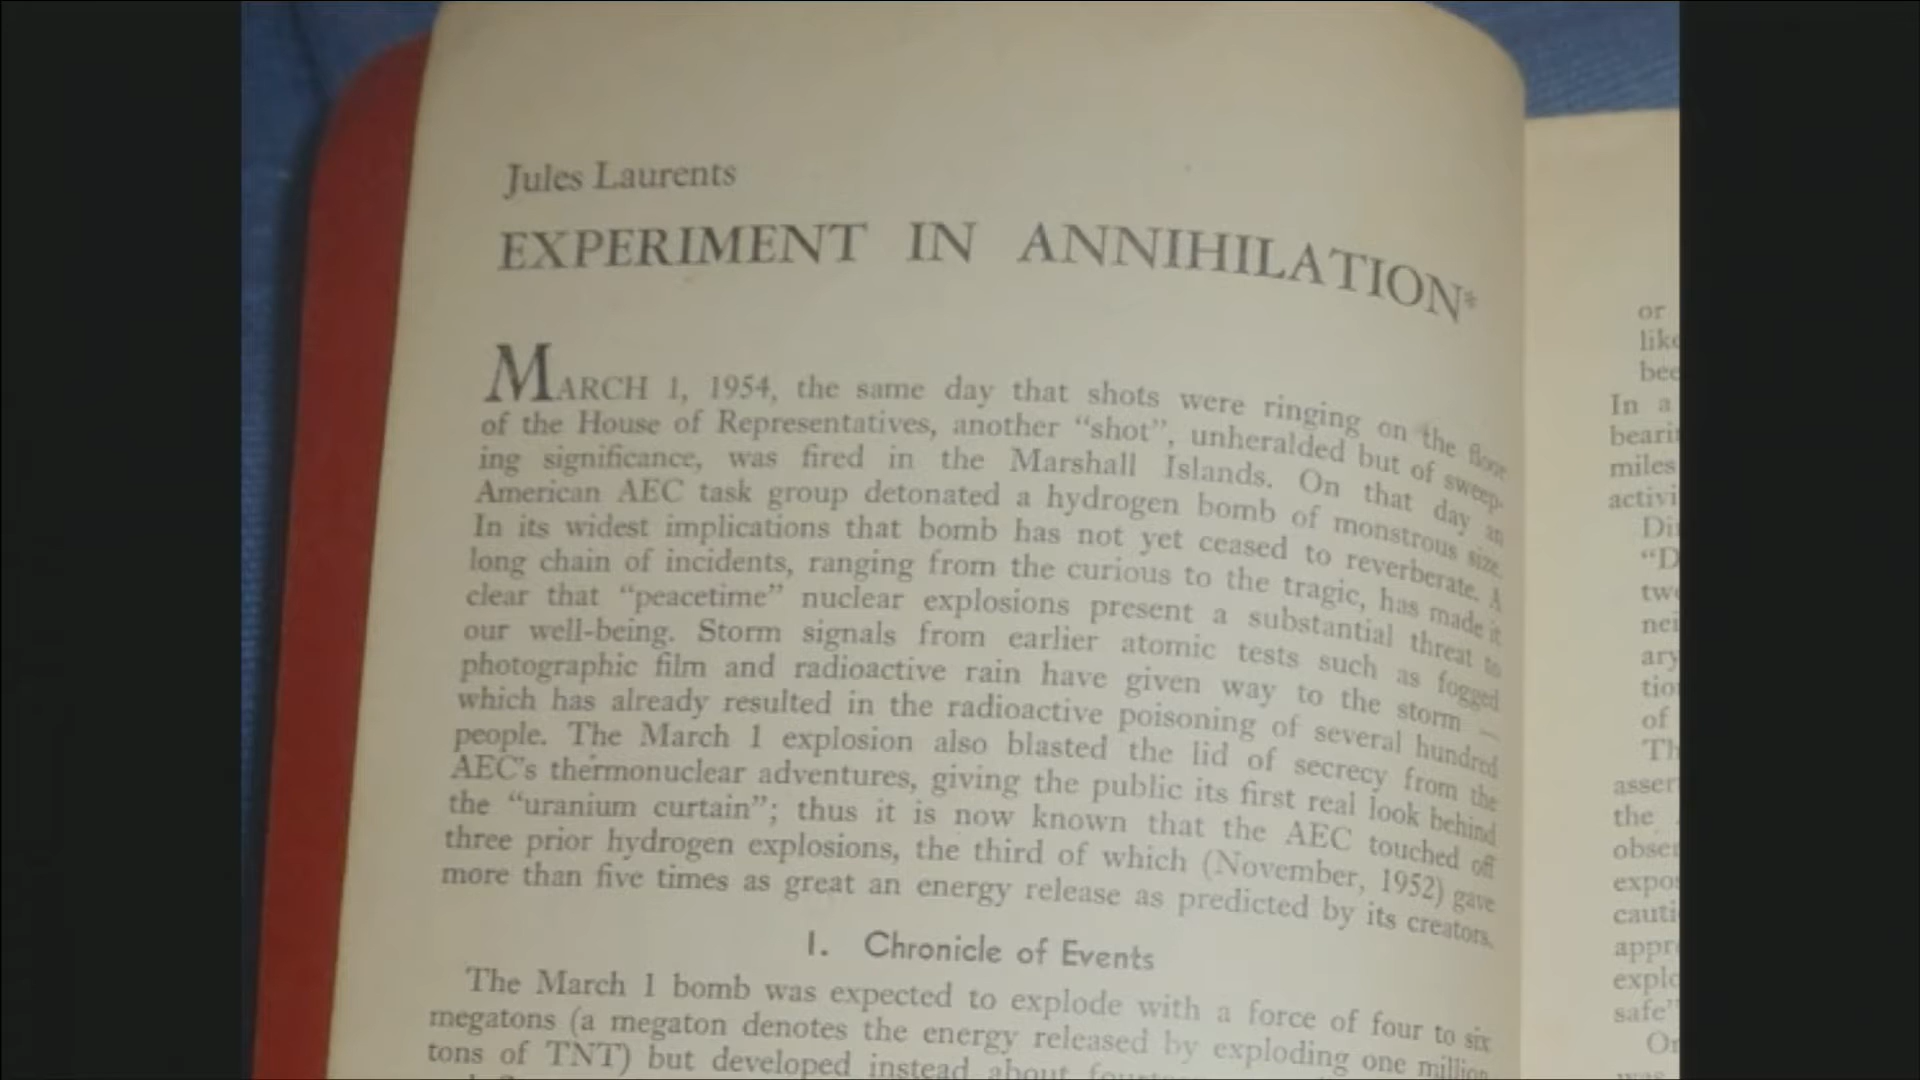 Jules Laurents
EXPERIMENT IN ANNIHILATION*
MARCH 1, 1954, the same day that shots were ringing on the floor
of the House of Representatives, another “shot”, unheralded but of sweep-
ing significance, was fired in the Marshall Islands. On that day an
American AEC task group detonated a hydrogen bomb of monstrous size.
In its widest implications that bomb has not yet ceased to reverberate. A
long chain of incidents, ranging from the curious to the tragic, has made it
clear that “peacetime” nuclear explosions present a substantial threat to
our well-being. Storm signals from earlier atomic tests such as fogged
photographic film and radioactive rain have given way to the storm —
which has already resulted in the radioactive poisoning of several hundred
people. The March 1 explosion also blasted the lid of secrecy from the
AEC’s thermonuclear adventures, giving the public its first real look behind
the “uranium curtain”; thus it is now known that the AEC touched off
three prior hydrogen explosions, the third of which (November, 1952) gave
more than five times as great an energy release as predicted by its creators.
1. Chronicle of Events
The March 1 bomb was expected to explode with a force of four to six
megatons (a megaton denotes the energy released by exploding one million
tons of TNT) but developed instead about
or
In a
miles
the
of
safe”